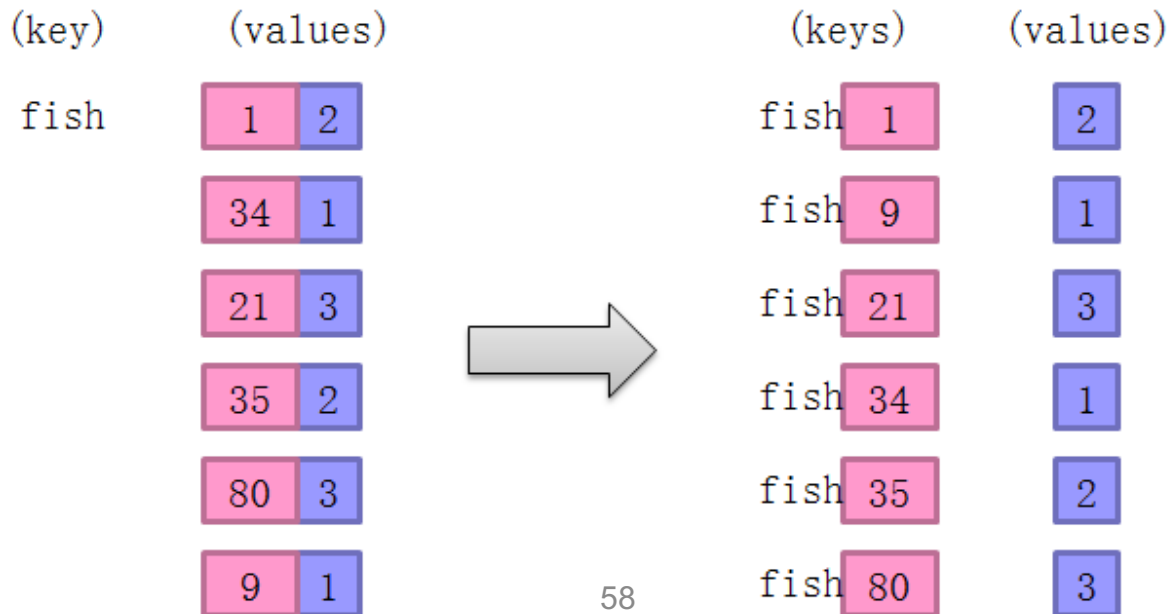 (key) (values) (keys) (values)
fish 1 2 fish 1 2
34 1 fish 9 1
21 3 fish 21 3
35 2 fish 34 1
80 3 fish 35 2
9 1 fish 80 3
58